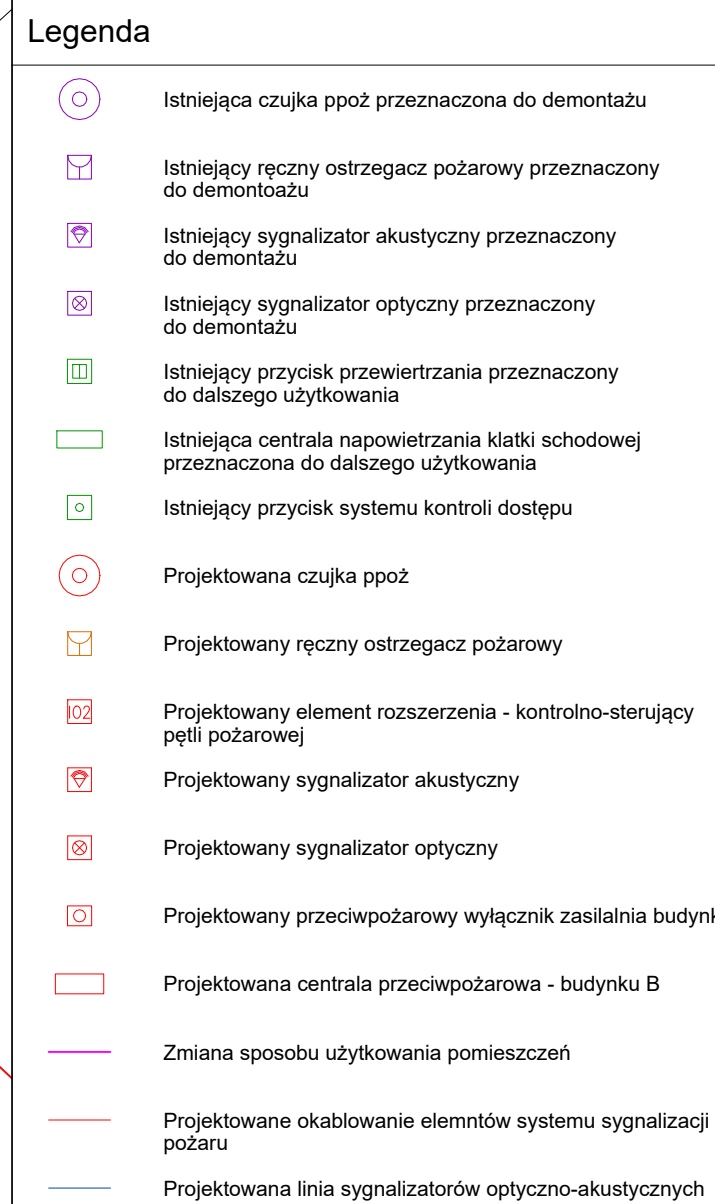 Legenda
Istniejąca czujka ppoż przeznaczona do demontażu
Istniejący ręczny ostrzegacz pożarowy przeznaczony
do demontoażu
Istniejący sygnalizator akustyczny przeznaczony
do demontażu
Istniejący sygnalizator optyczny przeznaczony
do demontażu
Istniejący przycisk przewiertrzania przeznaczony
do dalszego użytkowania
Istniejąca centrala napowietrzania klatki schodowej
przeznaczona do dalszego użytkowania
Istniejący przycisk systemu kontroli dostępu
Projektowana czujka ppoż
Projektowany ręczny ostrzegacz pożarowy
IO2 Projektowany element rozszerzenia - kontrolno-sterujący
pętli pożarowej
Projektowany sygnalizator akustyczny
Projektowany sygnalizator optyczny
Projektowany przeciwpożarowy wyłącznik zasilalnia
Projektowana centrala przeciwpożarowa - budynku B
Zmiana sposobu użytkowania pomieszczeń
Projektowane okablowanie elemntów systemu sygnalizacji
pożaru
Projektowana linia sygnalizatorów optyczno-akustycznych